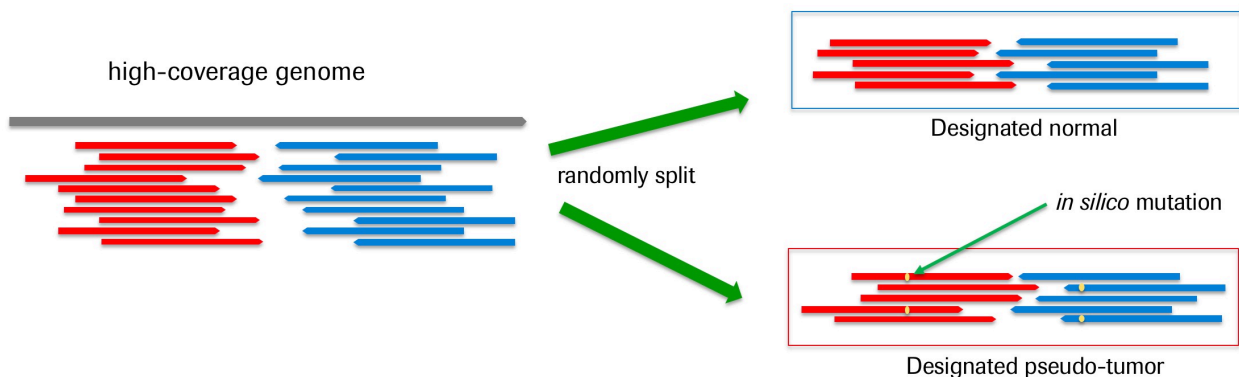 high-coverage genome
randomly split
Designated normal
in silico mutation
Designated pseudo-tumor